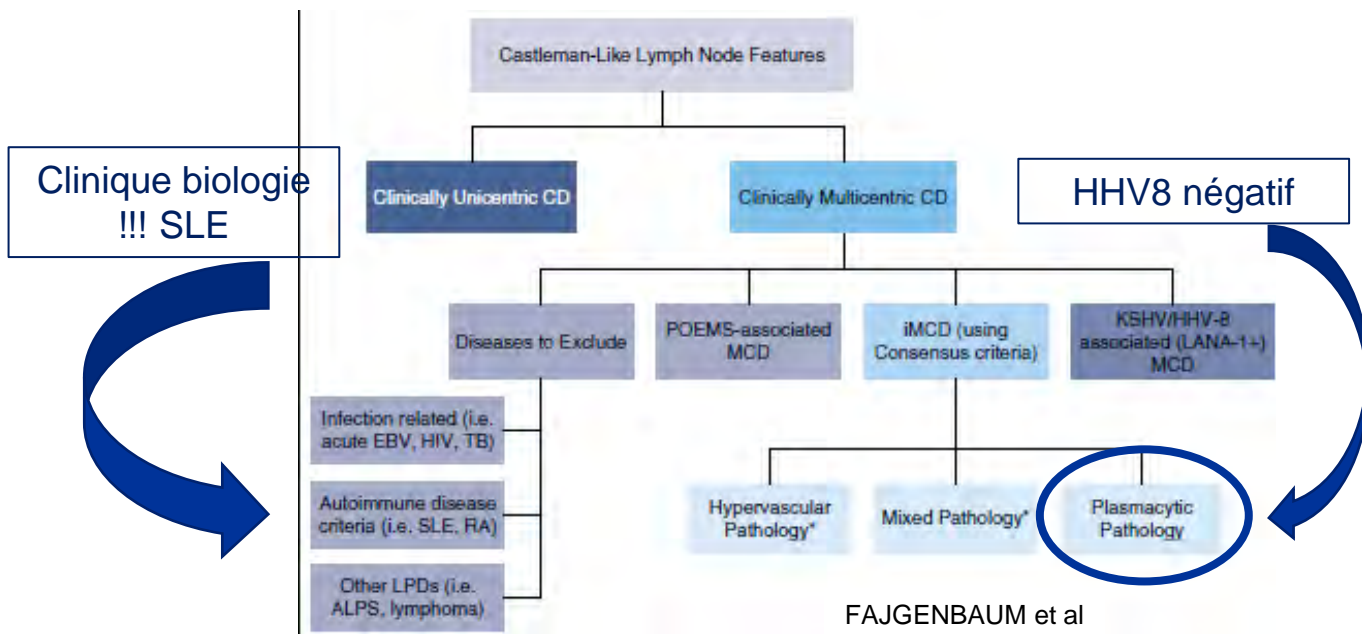 Castleman-Like Lymph Node Features
Clinique biologie
!!! SLE
Clinically Unicentric CD
Clinically Multicentric CD
HHV8 négatif
Diseases to Exclude
POEMS-associated
MCD
iMCD (using
Consensus criteria)
KSHV/HHV-8
associated (LANA-1+)
MCD
Infection related (i.e.
acute EBV, HIV, TB)
Autoimmune disease
criteria (i.e. SLE, RA)
Other LPDs (i.e.
ALPS, lymphoma)
Hypervascular
Pathology*
Mixed Pathology*
Plasmacytic
Pathology
FAJGENBAUM et al